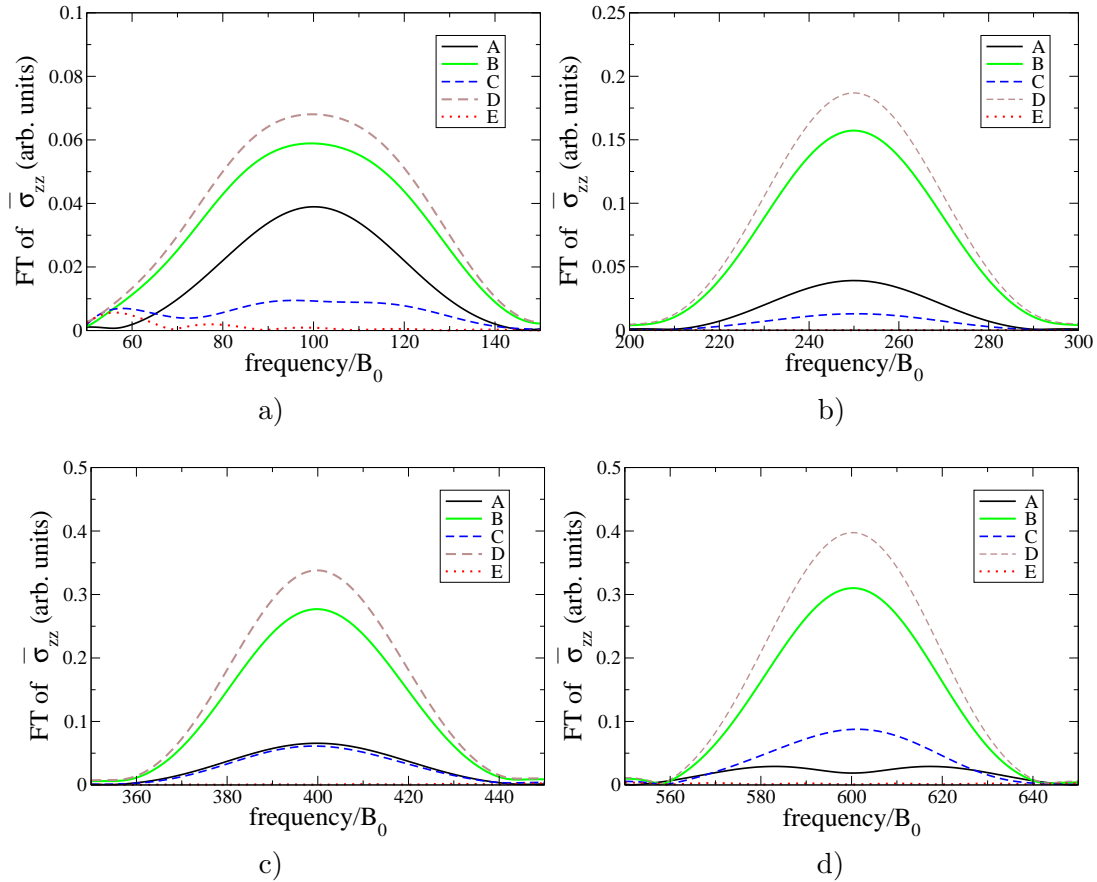 0.1
0.08
0.06
0.04
0.02
0
60
80
100
120
140
FT of σ̅zz (arb. units)
frequency/B0
A
B
C
D
E
a)
0.25
0.2
0.15
0.1
0.05
0
200
220
240
260
280
300
FT of σ̅zz (arb. units)
frequency/B0
A
B
C
D
E
b)
0.5
0.4
0.3
0.2
0.1
0
360
380
400
420
440
FT of σ̅zz (arb. units)
frequency/B0
A
B
C
D
E
c)
0.5
0.4
0.3
0.2
0.1
0
560
580
600
620
640
FT of σ̅zz (arb. units)
frequency/B0
A
B
C
D
E
d)